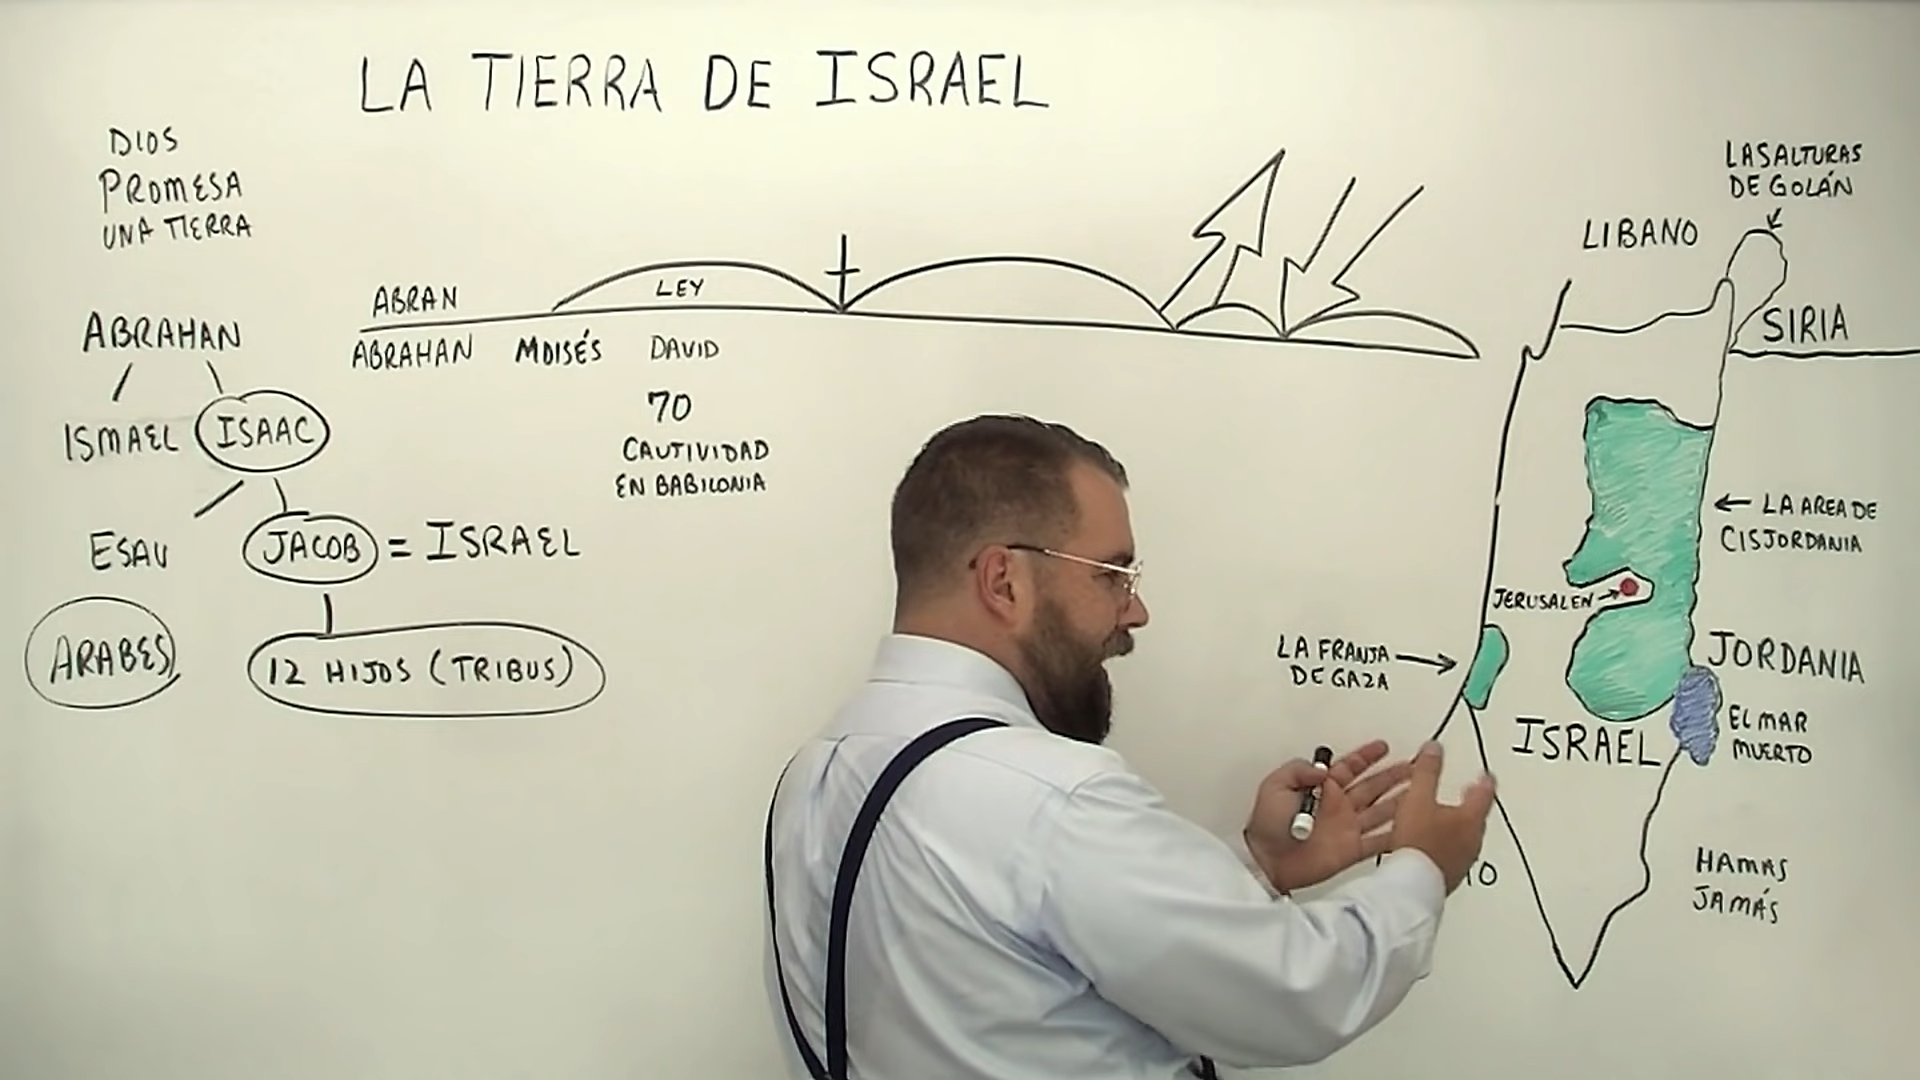 LA TIERRA DE ISRAEL
DIOS
PROMESA
UNA TIERRA
ABRAHAN
ISMAEL ISAAC
ESAU JACOB = ISRAEL
ARABES 12 HIJOS (TRIBUS)
ABRAN LEY
ABRAHAN MOISÉS DAVID
70
CAUTIVIDAD
EN BABILONIA
LAS ALTURAS
DE GOLÁN
LIBANO
SIRIA
LA AREA DE
CISJORDANIA
JERUSALEN
LA FRANJA
DE GAZA
JORDANIA
ISRAEL
EL MAR
MUERTO
HAMAS
JAMÁS